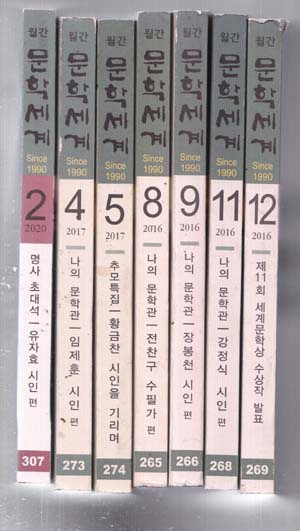 월간
문학세계
Since
1990
2
2020
명사 초대석ㅡ유자효 시인 편
307
월간
문학세계
Since
1990
4
2017
나의 문학관ㅡ임제훈 시인 편
273
월간
문학세계
Since
1990
5
2017
추모특집ㅡ황금찬 시인을 기리며
274
월간
문학세계
Since
1990
8
2016
나의 문학관ㅡ전찬구 수필가 편
265
월간
문학세계
Since
1990
9
2016
나의 문학관ㅡ장봉천 시인 편
266
월간
문학세계
Since
1990
11
2016
나의 문학관ㅡ강정식 시인 편
268
월간
문학세계
Since
1990
12
2016
제11회 세계문학상 수상작 발표
269